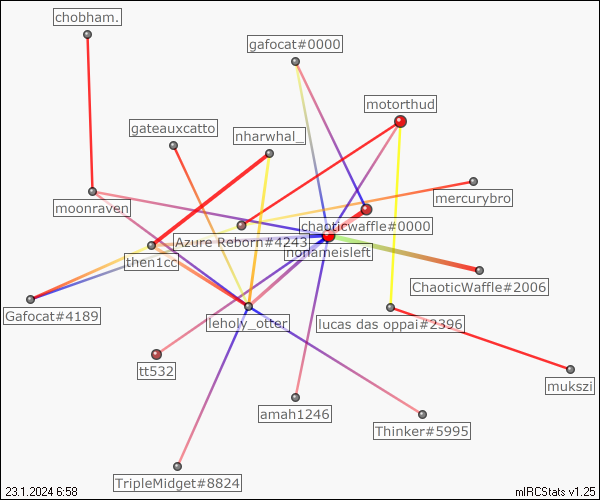 chobham.
gafocat#0000
motorthud
gateauxcatto
nharwhal_
mercurybro
moonraven
chaoticwaffle#0000
Azure Reborn#4243
nonameisleft
then1cc
ChaoticWaffle#2006
Gafocat#4189
leholy_otter
lucas das oppai#2396
tt532
mukszi
amah1246
Thinker#5995
TripleMidget#8824
23.1.2024 6:58
mIRCStats v1.25